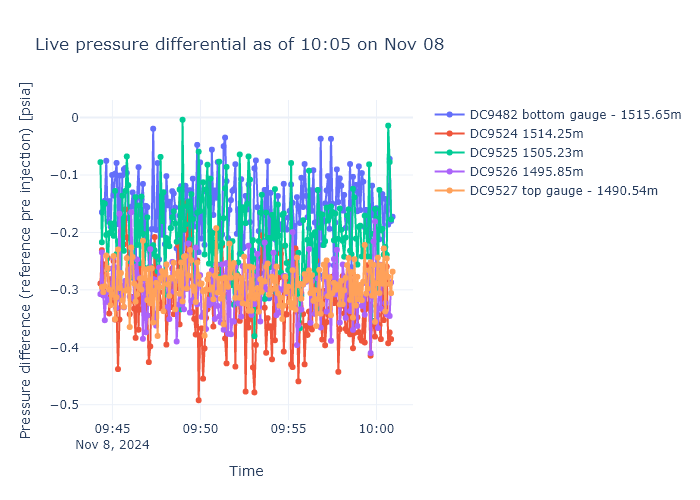 Live pressure differential as of 10:05 on Nov 08
Pressure difference (reference pre injection) [psia]
0
−0.1
−0.2
−0.3
−0.4
−0.5
09:45
Nov 8, 2024
09:50
09:55
10:00
Time
DC9482 bottom gauge - 1515.65m
DC9524 1514.25m
DC9525 1505.23m
DC9526 1495.85m
DC9527 top gauge - 1490.54m